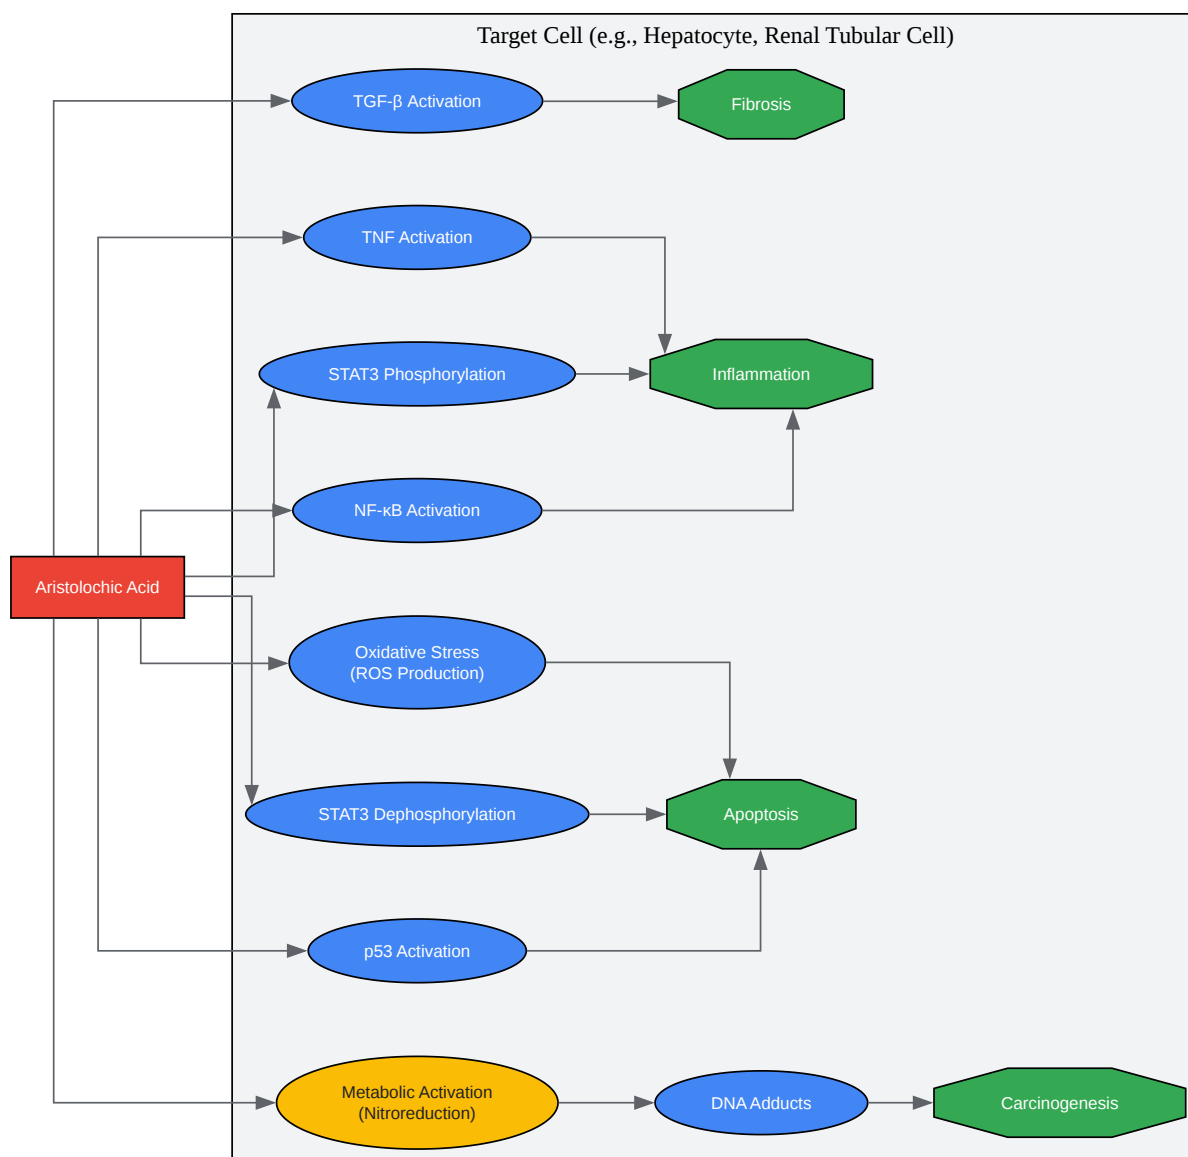 Target Cell (e.g., Hepatocyte, Renal Tubular Cell)
TGF-β Activation
Fibrosis
TNF Activation
STAT3 Phosphorylation
Inflammation
NF-κB Activation
Aristolochic Acid
Oxidative Stress
(ROS Production)
STAT3 Dephosphorylation
Apoptosis
p53 Activation
Metabolic Activation
(Nitroreduction)
DNA Adducts
Carcinogenesis